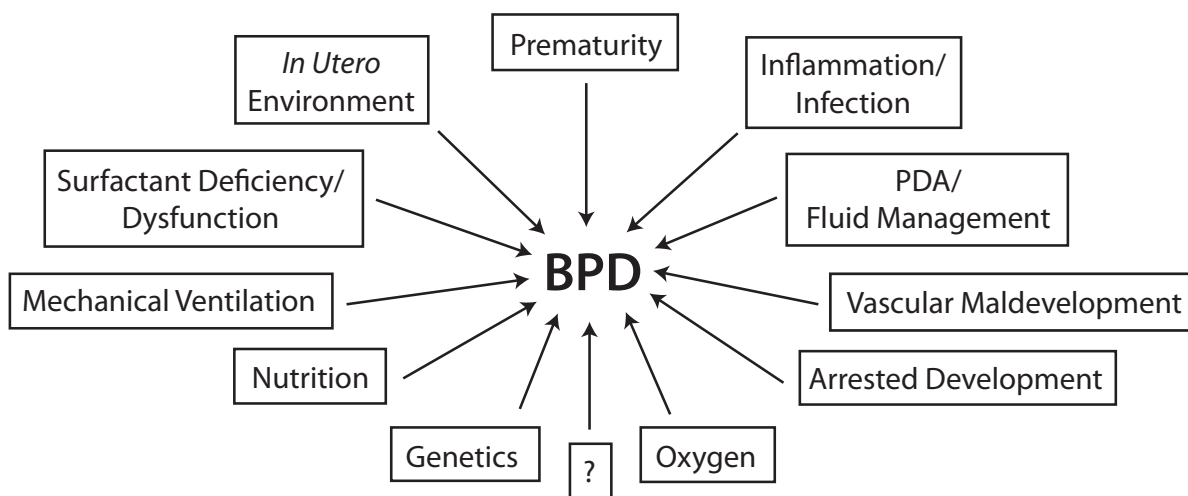 Prematurity
In Utero
Environment
Inflammation/
Infection
Surfactant Deficiency/
Dysfunction
PDA/
Fluid Management
BPD
Mechanical Ventilation
Vascular Maldevelopment
Nutrition
Arrested Development
Genetics
?
Oxygen